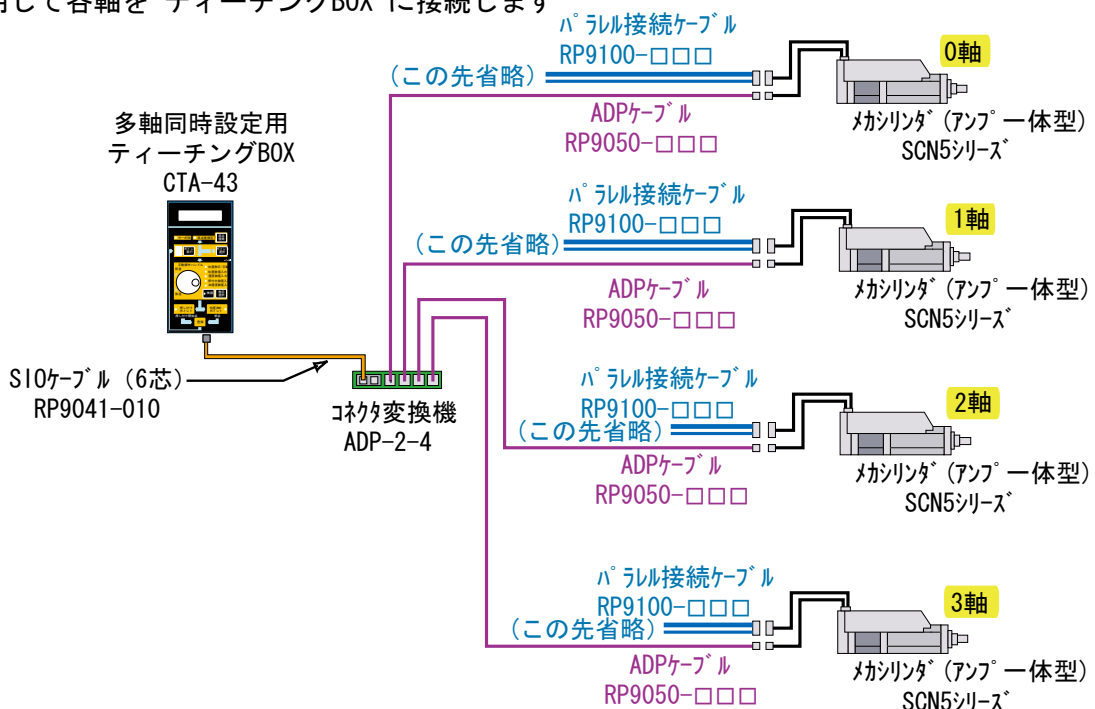 用して各軸を ティーチングBOX に接続します
パラレル接続ケーブル
RP9100-□□□
(この先省略)
0軸
ADPケーブル
RP9050-□□□
メカシリンダ(アンプ一体型)
SCN5シリーズ
多軸同時設定用
ティーチングBOX
CTA-43
パラレル接続ケーブル
RP9100-□□□
(この先省略)
1軸
ADPケーブル
RP9050-□□□
メカシリンダ(アンプ一体型)
SCN5シリーズ
SIOケーブル(6芯)
RP9041-010
コネクタ変換機
ADP-2-4
パラレル接続ケーブル
RP9100-□□□
(この先省略)
2軸
ADPケーブル
RP9050-□□□
メカシリンダ(アンプ一体型)
SCN5シリーズ
パラレル接続ケーブル
RP9100-□□□
(この先省略)
3軸
ADPケーブル
RP9050-□□□
メカシリンダ(アンプ一体型)
SCN5シリーズ